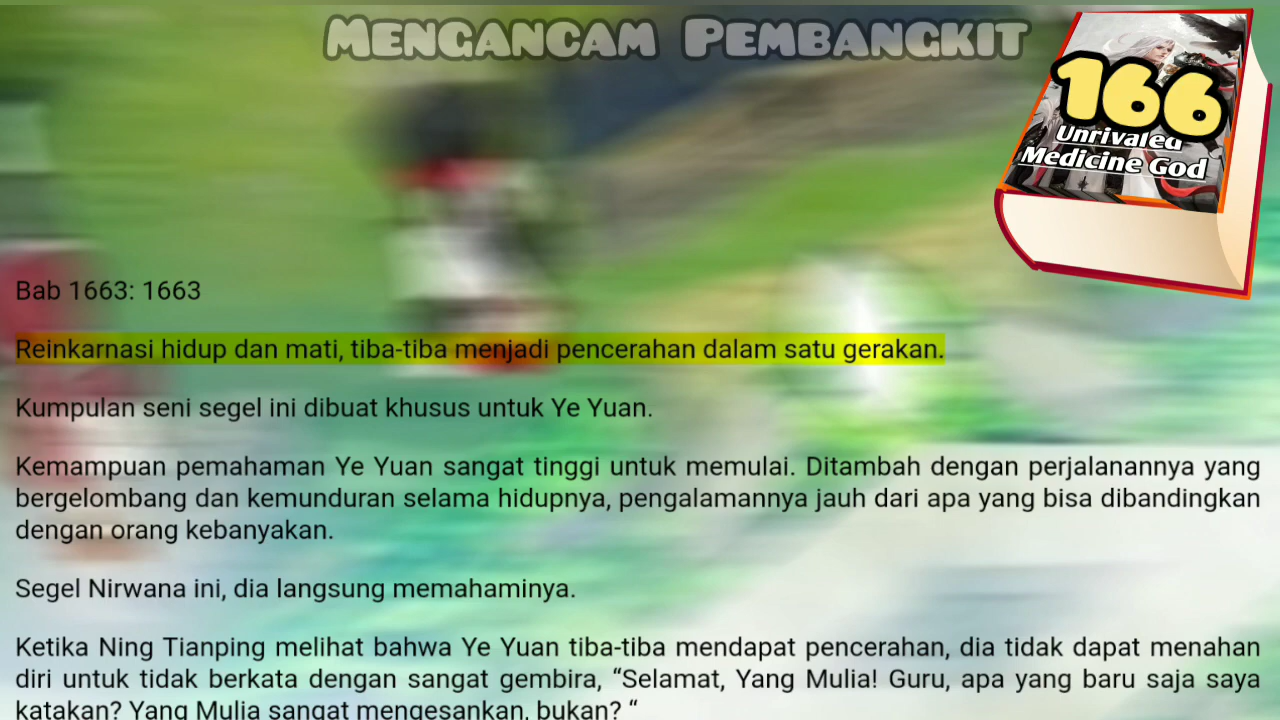 Mengancam Pembangkit
166
Unrivaled
Medicine God
Bab 1663: 1663
Reinkarnasi hidup dan mati, tiba-tiba menjadi pencerahan dalam satu gerakan.
Kumpulan seni segel ini dibuat khusus untuk Ye Yuan.
Kemampuan pemahaman Ye Yuan sangat tinggi untuk memulai. Ditambah dengan perjalanannya yang
bergelombang dan kemunduran selama hidupnya, pengalamannya jauh dari apa yang bisa dibandingkan
dengan orang kebanyakan.
Segel Nirwana ini, dia langsung memahaminya.
Ketika Ning Tianping melihat bahwa Ye Yuan tiba-tiba mendapat pencerahan, dia tidak dapat menahan
diri untuk tidak berkata dengan sangat gembira, “Selamat, Yang Mulia! Guru, apa yang baru saja saya
katakan? Yang Mulia sangat mengesankan, bukan? “